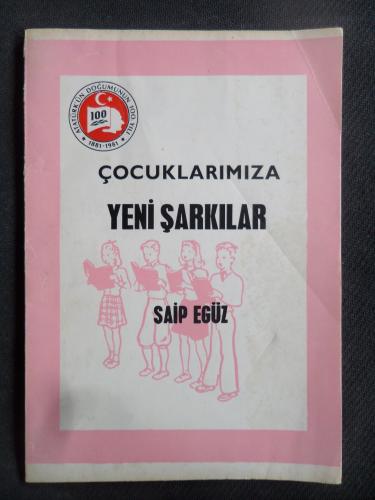 ATATÜRK'ÜN DOĞUMUNUN 100. YILI
100
1881-1981
ÇOCUKLARIMIZA
YENİ ŞARKILAR
SAİP EGÜZ